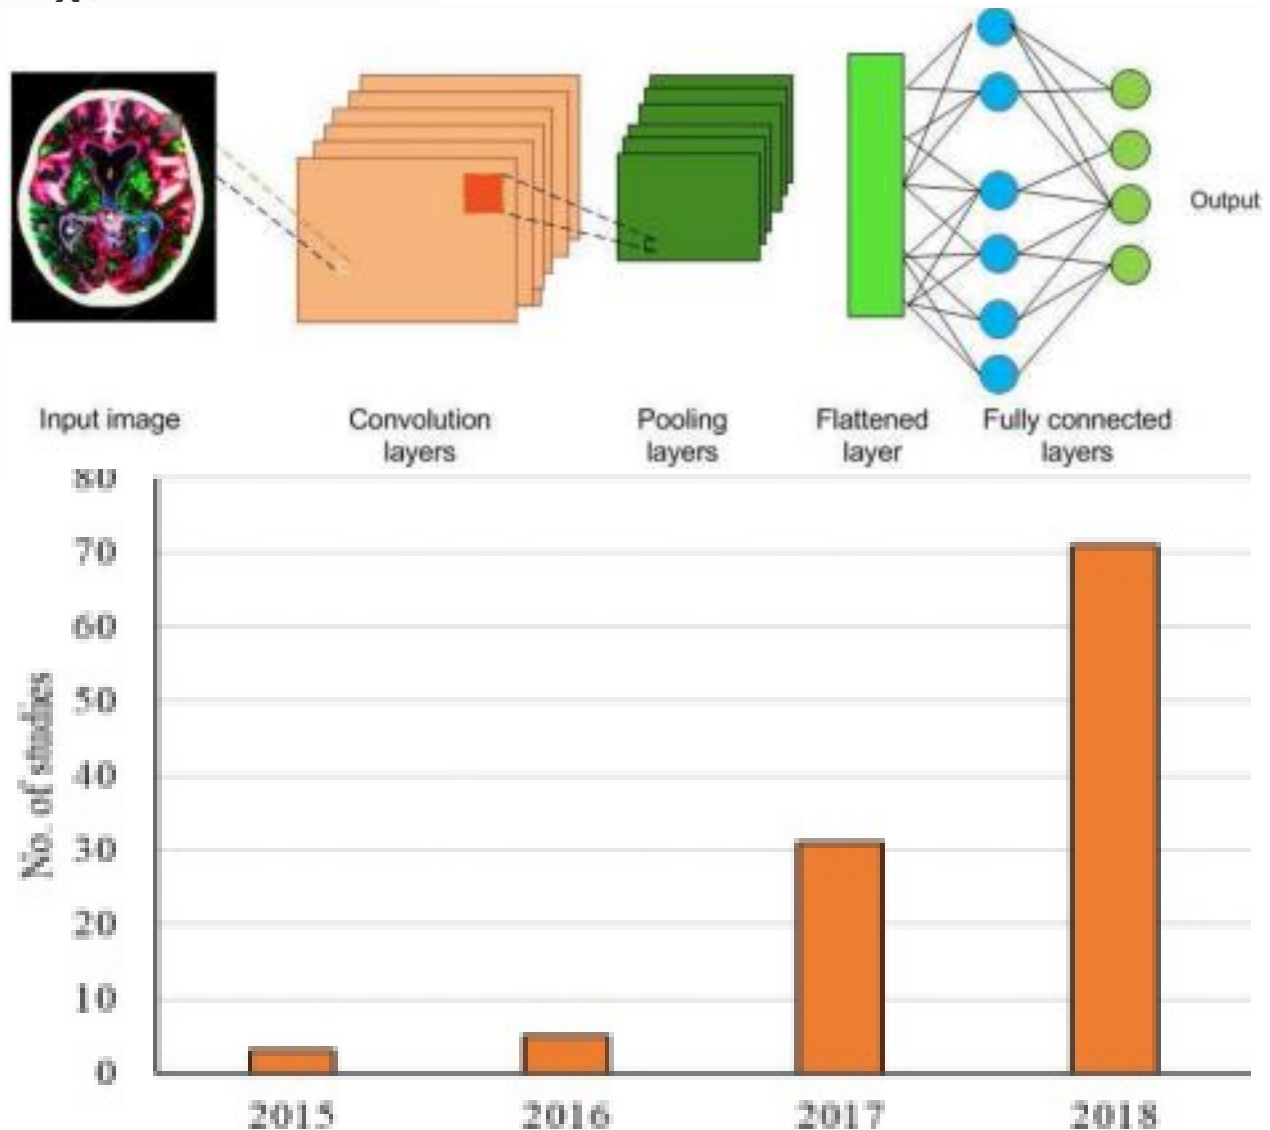 Input image
Convolution
layers
Pooling
layers
Flattened
layer
Fully connected
layers
Output
80
70
60
50
40
30
20
10
0
No. of studies
2015
2016
2017
2018